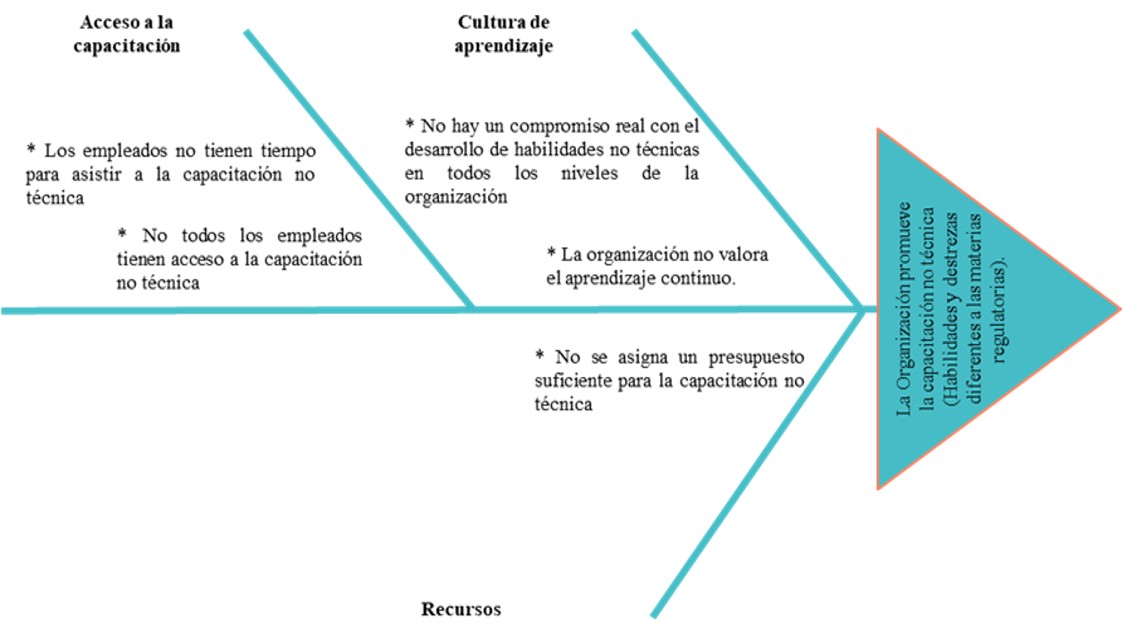 Acceso a la
capacitación
Cultura de
aprendizaje
* Los empleados no tienen tiempo
para asistir a la capacitación no
técnica
* No todos los empleados
tienen acceso a la capacitación
no técnica
* No hay un compromiso real con el
desarrollo de habilidades no técnicas
en todos los niveles de la
organización
* La organización no valora
el aprendizaje continuo.
* No se asigna un presupuesto
suficiente para la capacitación no
técnica
Recursos
La Organización promueve
la capacitación no técnica
(Habilidades y destrezas
diferentes a las materias
regulatorias).